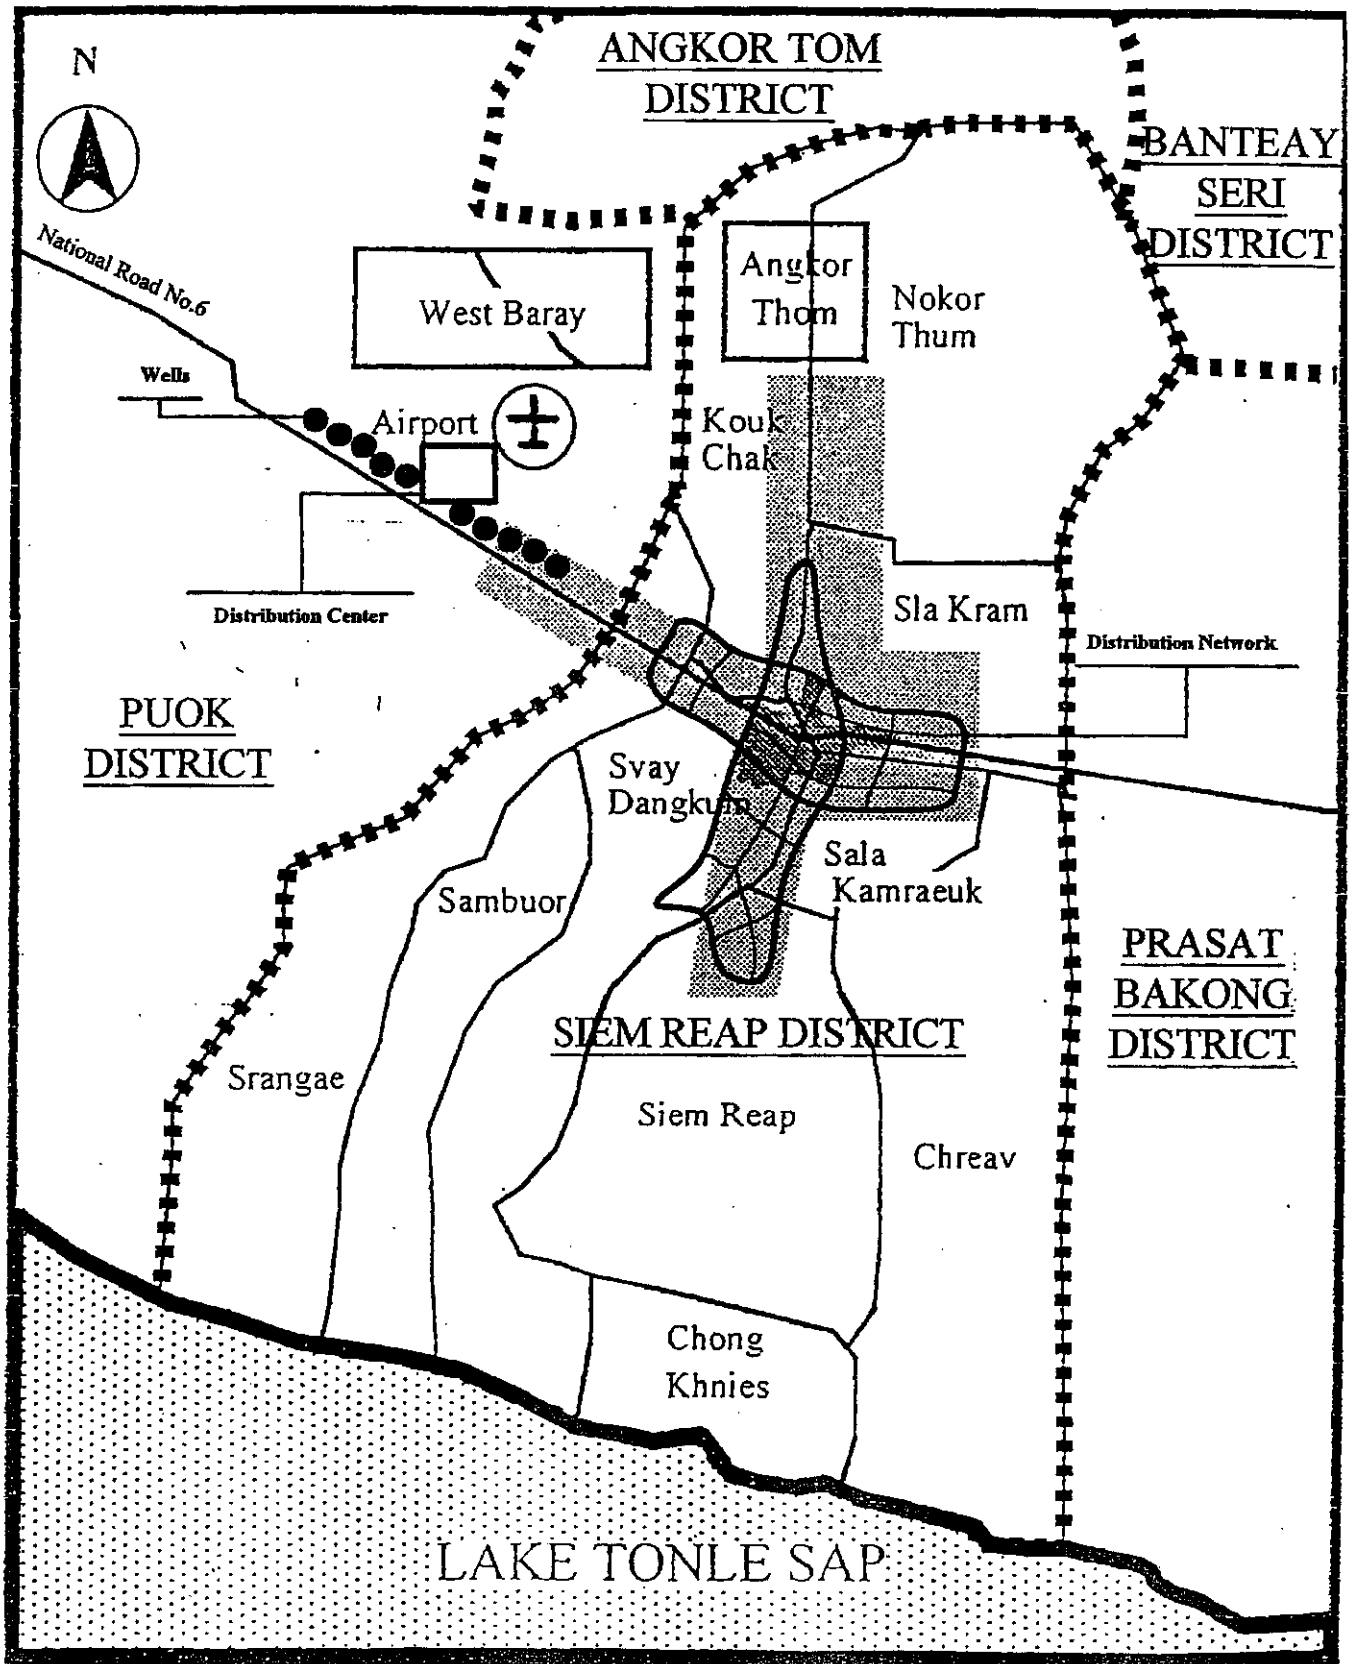 ANGKOR TOM
DISTRICT
N
BANTEAY
SERI
DISTRICT
National Road No.6
West Baray
Angkor
Thom
Nokor
Thum
Wells
Airport
Kouk
Chak
Distribution Center
Sla Kram
Distribution Network
PUOK
DISTRICT
Svay
Dangkum
Sala
Kamraeuk
Sambuor
PRASAT
BAKONG
DISTRICT
SIEM REAP DISTRICT
Srangae
Siem Reap
Chreav
Chong
Khnies
LAKE TONLE SAP